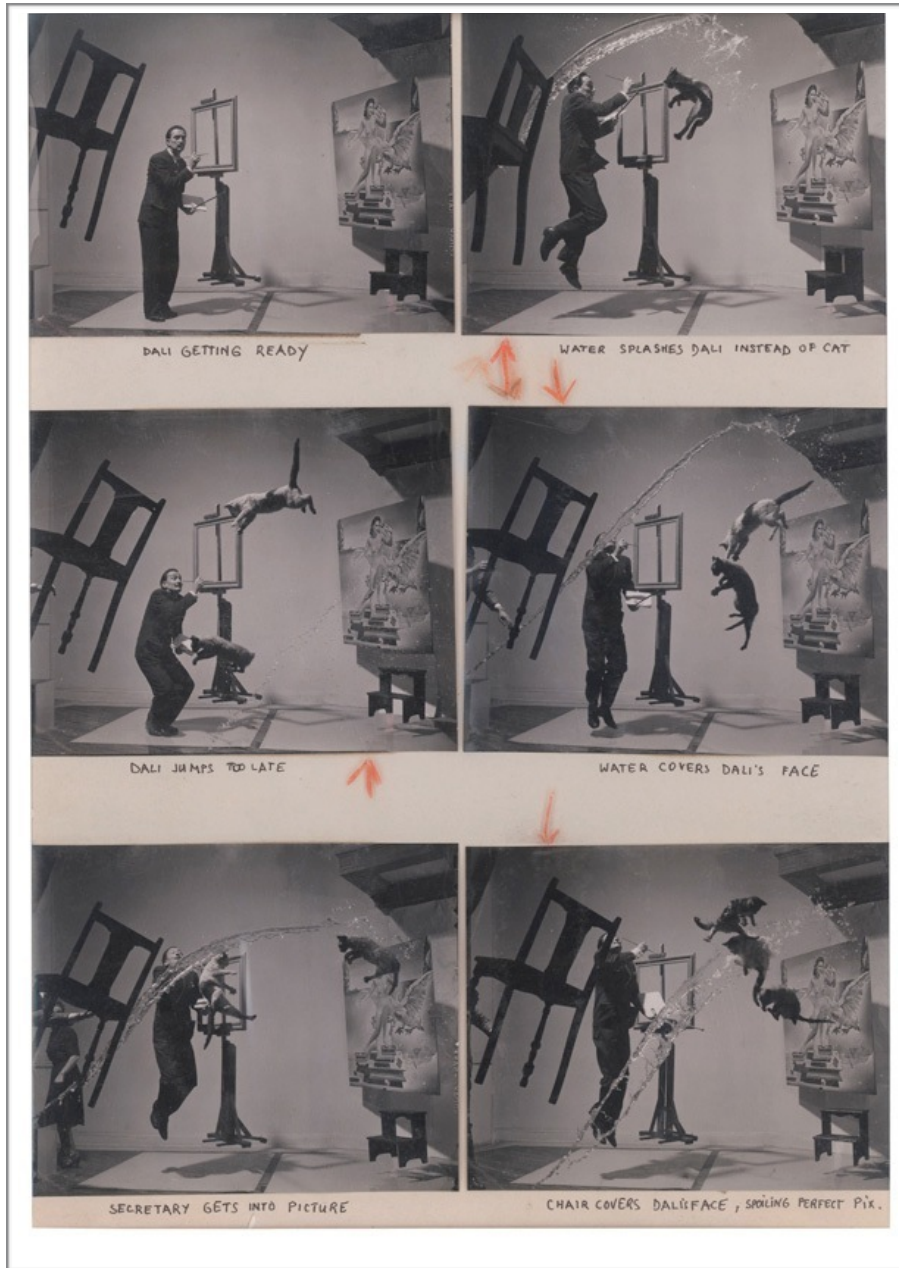 DALI GETTING READY
WATER SPLASHES DALI INSTEAD OF CAT
DALI JUMPS TOO LATE
WATER COVERS DALI'S FACE
SECRETARY GETS INTO PICTURE
CHAIR COVERS DALI'S FACE, SPOILING PERFECT PIX.